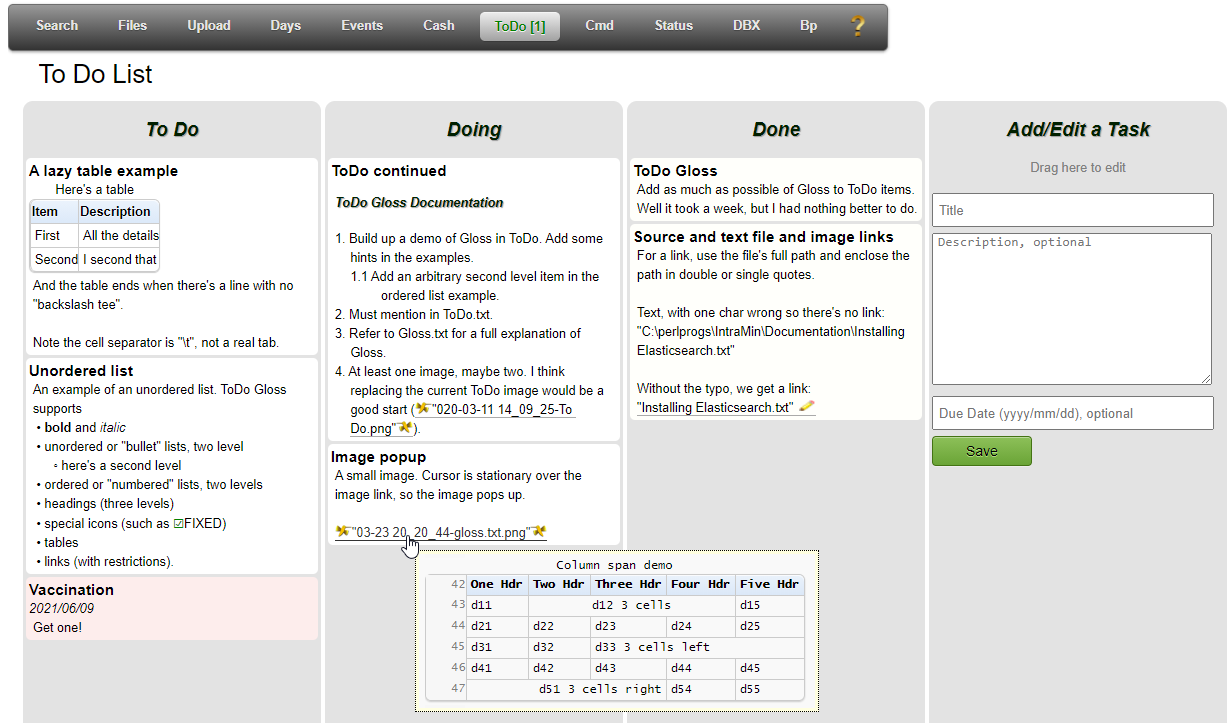 Search Files Upload Days Events Cash ToDo [1] Cmd Status DBX Bp ?
To Do List
To Do
A lazy table example
Here's a table
Item Description
First All the details
Second I second that
And the table ends when there's a line with no
"backslash tee".
Note the cell separator is "\t", not a real tab.
Unordered list
An example of an unordered list. ToDo Gloss
supports
• bold and italic
• unordered or "bullet" lists, two level
◦ here's a second level
• ordered or "numbered" lists, two levels
• headings (three levels)
• special icons (such as ☑FIXED)
• tables
• links (with restrictions).
Vaccination
2021/06/09
Get one!
Doing
ToDo continued
ToDo Gloss Documentation
1. Build up a demo of Gloss in ToDo. Add some
hints in the examples.
1.1 Add an arbitrary second level item in the
ordered list example.
2. Must mention in ToDo.txt.
3. Refer to Gloss.txt for a full explanation of
Gloss.
4. At least one image, maybe two. I think
replacing the current ToDo image would be a
good start ("020-03-11 14_09_25-To
Do.png").
Image popup
A small image. Cursor is stationary over the
image link, so the image pops up.
"03-23 20_20_44-gloss.txt.png"
Column span demo
42 One Hdr Two Hdr Three Hdr Four Hdr Five Hdr
43 d11 d12 3 cells d15
44 d21 d22 d23 d24 d25
45 d31 d32 d33 3 cells left
46 d41 d42 d43 d44 d45
47 d51 3 cells right d54 d55
Done
ToDo Gloss
Add as much as possible of Gloss to ToDo items.
Well it took a week, but I had nothing better to do.
Source and text file and image links
For a link, use the file's full path and enclose the
path in double or single quotes.
Text, with one char wrong so there's no link:
"C:\perlprogs\IntraMin\Documentation\Installing
Elasticsearch.txt"
Without the typo, we get a link:
"Installing Elasticsearch.txt"
Add/Edit a Task
Drag here to edit
Title
Description, optional
Due Date (yyyy/mm/dd), optional
Save